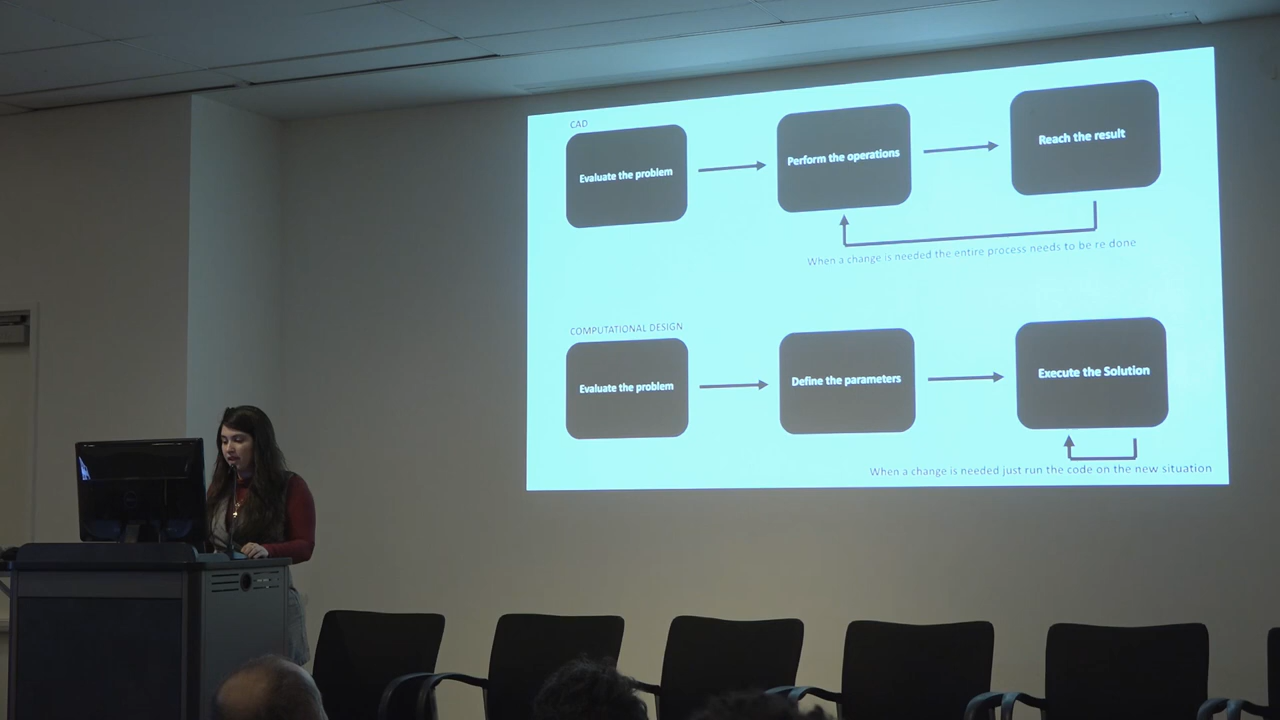 CAD
Evaluate the problem
Perform the operations
Reach the result
When a change is needed the entire process needs to be re done
COMPUTATIONAL DESIGN
Evaluate the problem
Define the parameters
Execute the Solution
When a change is needed just run the code on the new situation